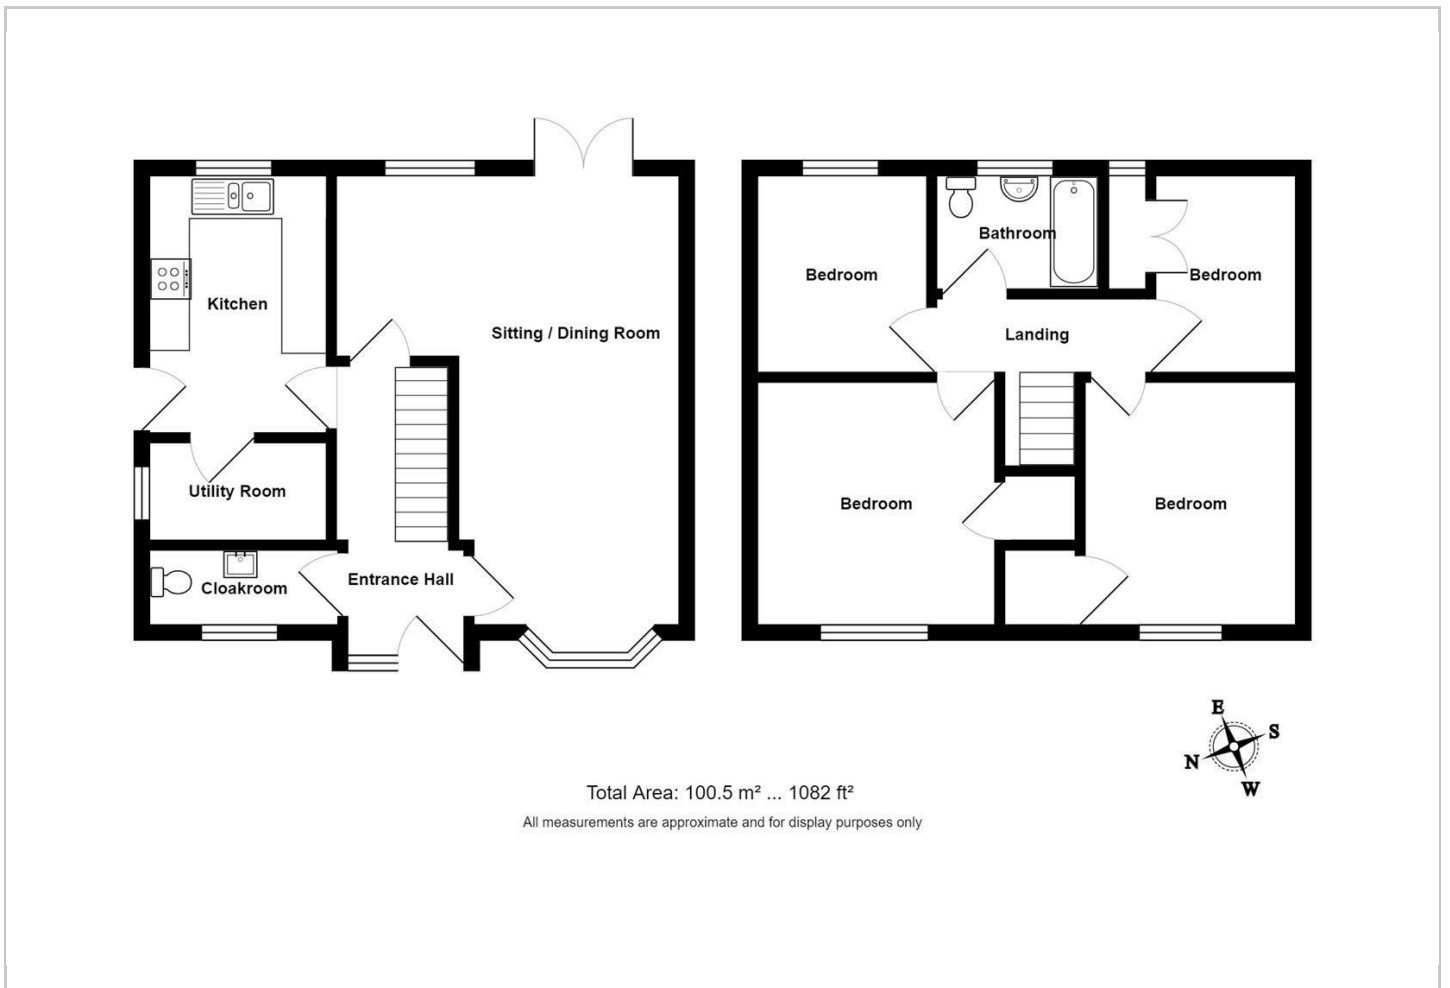 Kitchen
Sitting / Dining Room
Utility Room
Cloakroom
Entrance Hall
Bathroom
Bedroom
Bedroom
Landing
Bedroom
Bedroom
E
S
N
W
Total Area: 100.5 m² ... 1082 ft²
All measurements are approximate and for display purposes only